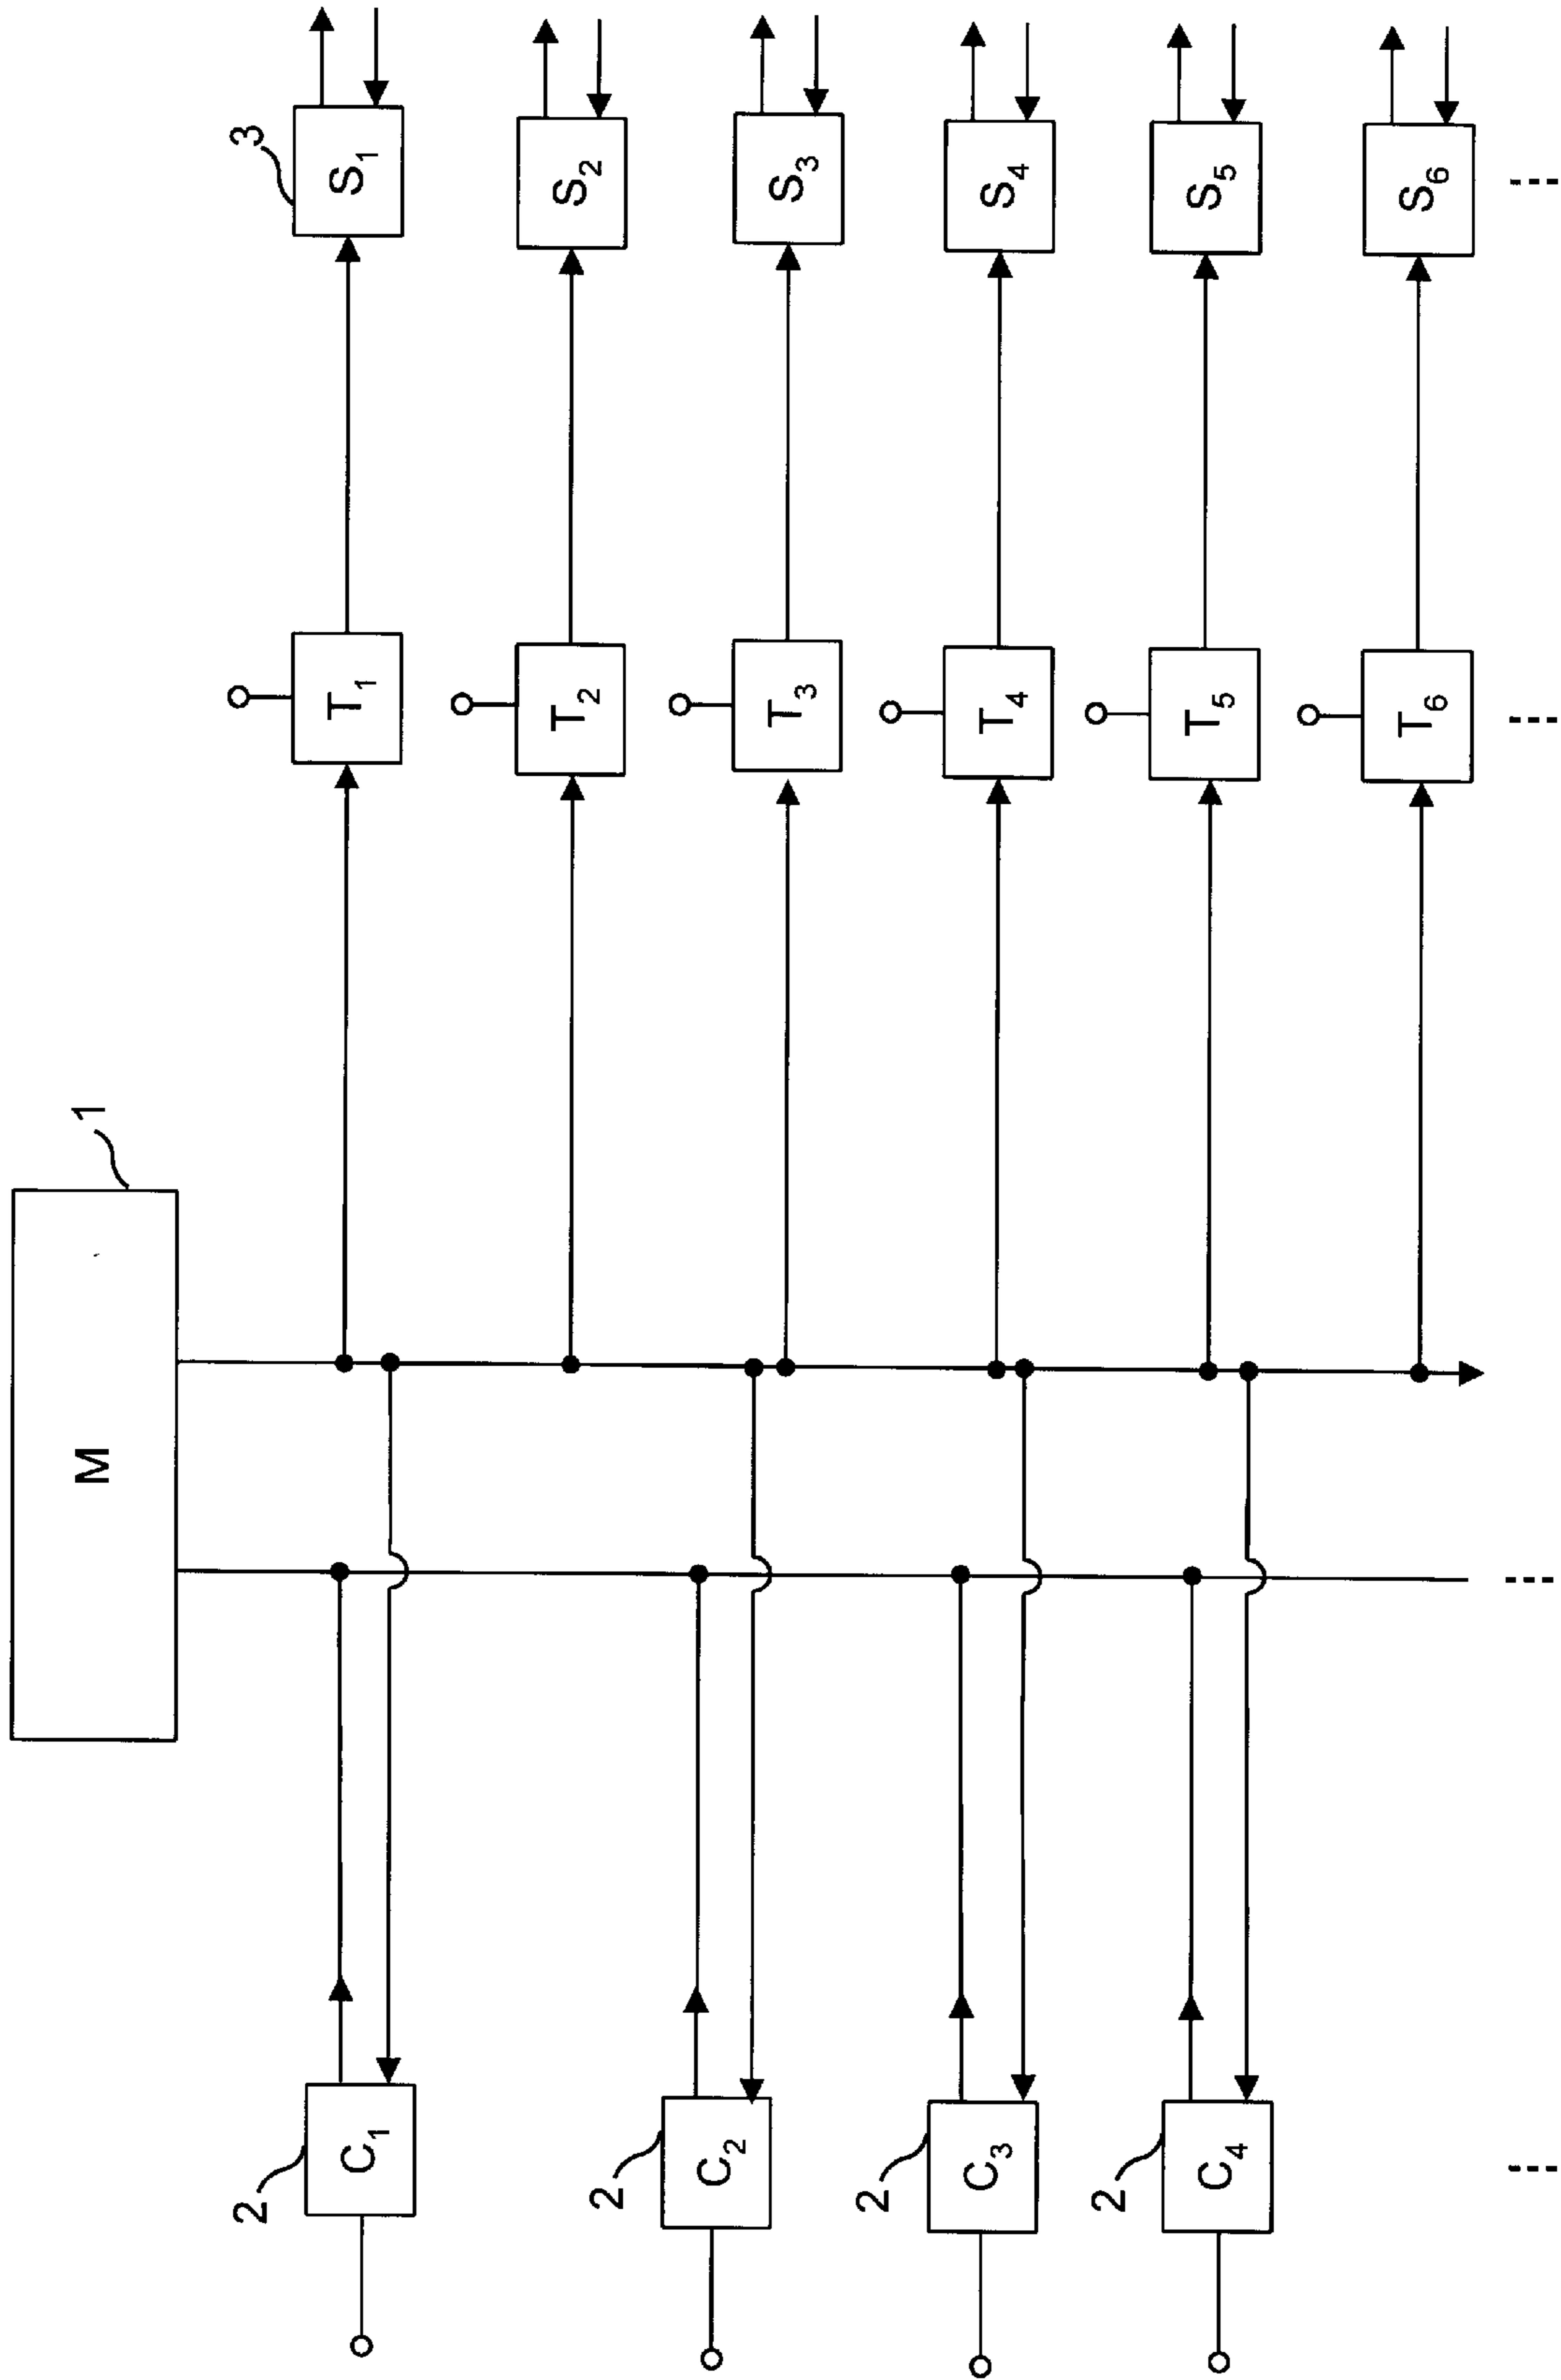 1
M
3
S₁
T₁
2
C₁
S₂
T₂
2
C₂
S₃
T₃
2
C₃
S₄
T₄
2
C₄
S₅
T₅
S₆
T₆